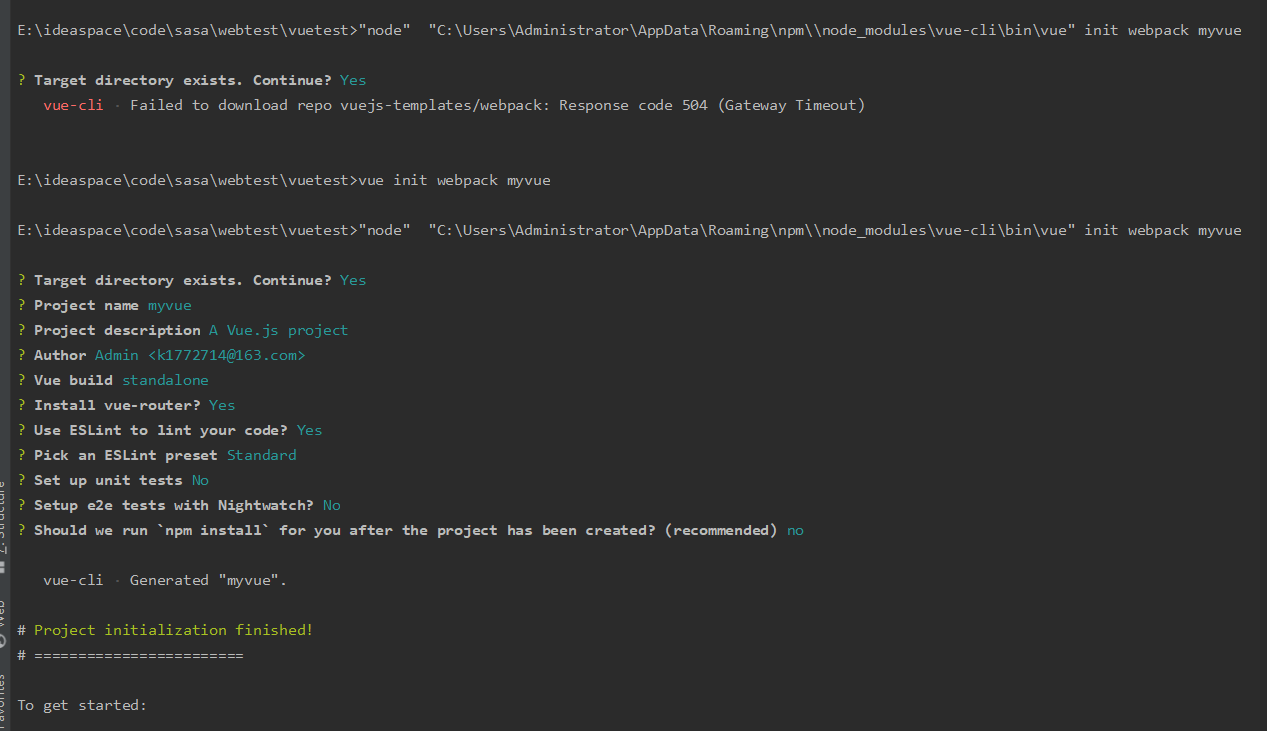 E:\ideaspace\code\sasa\webtest\vuetest>"node"  "C:\Users\Administrator\AppData\Roaming\npm\\node_modules\vue-cli\bin\vue" init webpack myvue
? Target directory exists. Continue? Yes
vue-cli · Failed to download repo vuejs-templates/webpack: Response code 504 (Gateway Timeout)
E:\ideaspace\code\sasa\webtest\vuetest>vue init webpack myvue
E:\ideaspace\code\sasa\webtest\vuetest>"node"  "C:\Users\Administrator\AppData\Roaming\npm\\node_modules\vue-cli\bin\vue" init webpack myvue
? Target directory exists. Continue? Yes
? Project name myvue
? Project description A Vue.js project
? Author Admin <k1772714@163.com>
? Vue build standalone
? Install vue-router? Yes
? Use ESLint to lint your code? Yes
? Pick an ESLint preset Standard
? Set up unit tests No
? Setup e2e tests with Nightwatch? No
? Should we run `npm install` for you after the project has been created? (recommended) no
vue-cli · Generated "myvue".
# Project initialization finished!
# ========================
To get started:
Z: Structure
Web
Favorites